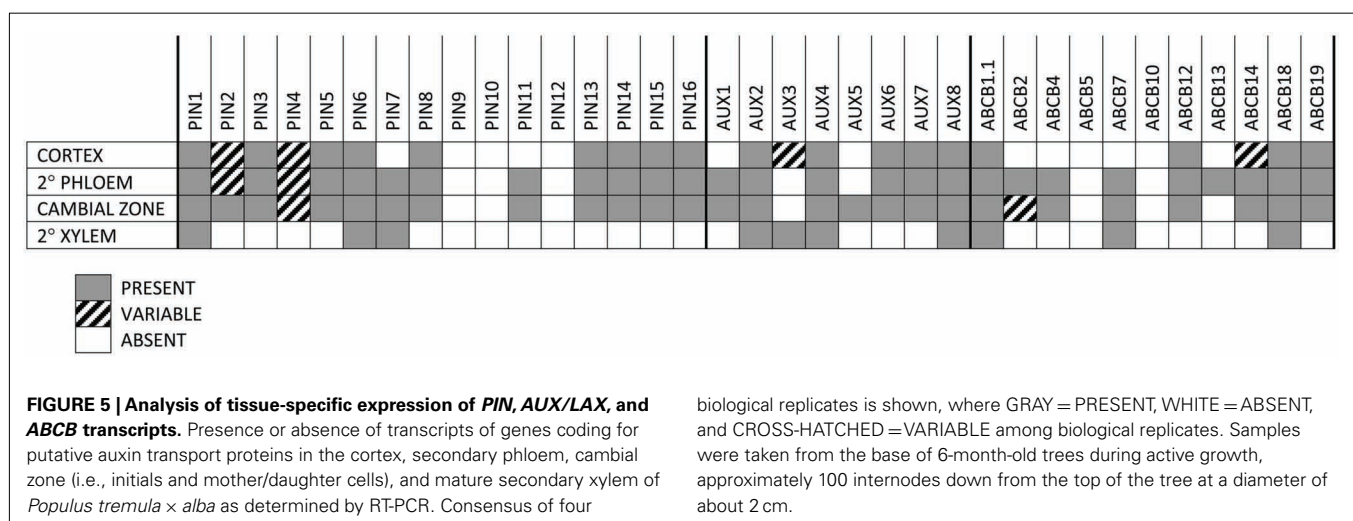 PIN1
PIN2
PIN3
PIN4
PIN5
PIN6
PIN7
PIN8
PIN9
PIN10
PIN11
PIN12
PIN13
PIN14
PIN15
PIN16
AUX1
AUX2
AUX3
AUX4
AUX5
AUX6
AUX7
AUX8
ABCB1.1
ABCB2
ABCB4
ABCB5
ABCB7
ABCB10
ABCB12
ABCB13
ABCB14
ABCB18
ABCB19
CORTEX
2° PHLOEM
CAMBIAL ZONE
2° XYLEM
PRESENT
VARIABLE
ABSENT
FIGURE 5 | Analysis of tissue-specific expression of PIN, AUX/LAX, and
ABCB transcripts. Presence or absence of transcripts of genes coding for
putative auxin transport proteins in the cortex, secondary phloem, cambial
zone (i.e., initials and mother/daughter cells), and mature secondary xylem of
Populus tremula × alba as determined by RT-PCR. Consensus of four
biological replicates is shown, where GRAY = PRESENT, WHITE = ABSENT,
and CROSS-HATCHED = VARIABLE among biological replicates. Samples
were taken from the base of 6-month-old trees during active growth,
approximately 100 internodes down from the top of the tree at a diameter of
about 2 cm.